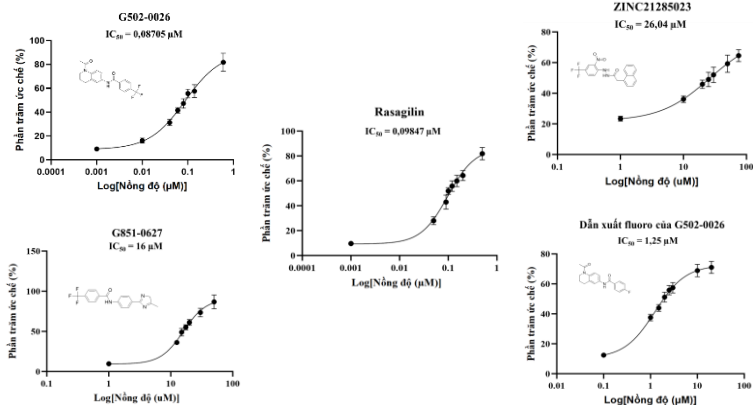 G502-0026
IC50 = 0,08705 µM
Phần trăm ức chế (%)
100
80
60
40
20
0
0.0001
0.001
0.01
0.1
1
Log[Nồng độ (µM)]
N
O
HN
O
F
F
F
ZINC21285023
IC50 = 26,04 µM
Phần trăm ức chế (%)
80
60
40
20
0
0.1
1
10
100
Log[Nồng độ (µM)]
Rasagilin
IC50 = 0,09847 µM
Phần trăm ức chế (%)
100
80
60
40
20
0
0.0001
0.001
0.01
0.1
1
Log[Nồng độ (µM)]
G851-0627
IC50 = 16 µM
Phần trăm ức chế (%)
150
100
50
0
0.1
1
10
100
Log[Nồng độ (uM)]
Dẫn xuất fluoro của G502-0026
IC50 = 1,25 µM
Phần trăm ức chế (%)
80
60
40
20
0
0.01
0.1
1
10
100
Log[Nồng độ (µM)]